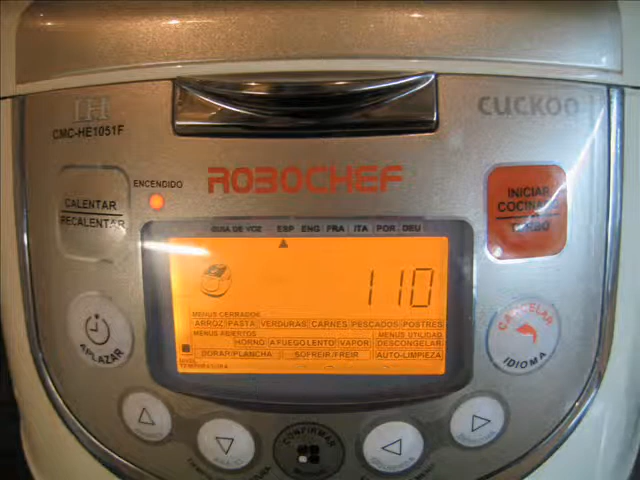 IH
CUCKOO
CMC-HE1051F
ROBOCHEF
ENCENDIDO
CALENTAR
RECALENTAR
INICIAR
COCINAR
TURBO
GUIA DE VOZ ESP ENG FRA ITA POR DEU
110
MENUS CERRADOS
ARROZ PASTA VERDURAS CARNES PESCADOS POSTRES
MENUS ABIERTOS MENUS UTILIDAD
HORNO A FUEGO LENTO VAPOR DESCONGELAR
DORAR/PLANCHA SOFREIR/FREIR AUTO-LIMPIEZA
TEMPERATURA
APLAZAR
CANCELAR
IDIOMA
CONFIRMAR